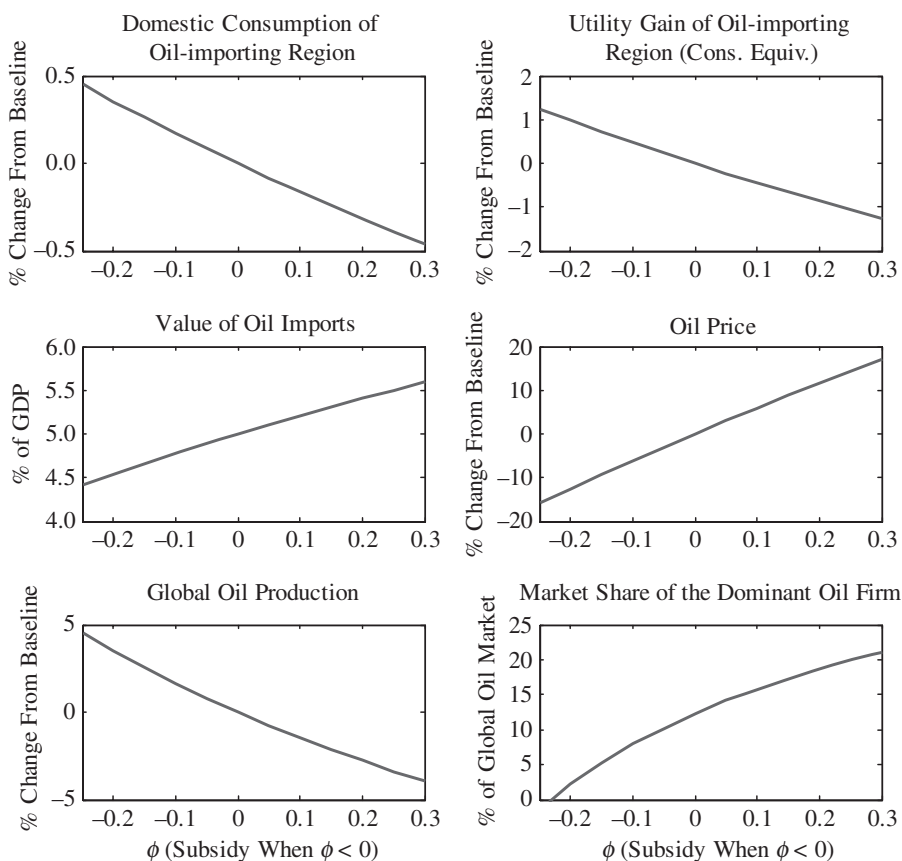 Domestic Consumption of
Oil-importing Region
% Change From Baseline
0.5
0.0
–0.5
–0.2 –0.1 0 0.1 0.2 0.3
Utility Gain of Oil-importing
Region (Cons. Equiv.)
% Change From Baseline
2
1
0
–1
–2
–0.2 –0.1 0 0.1 0.2 0.3
Value of Oil Imports
% of GDP
6.0
5.5
5.0
4.5
4.0
–0.2 –0.1 0 0.1 0.2 0.3
Oil Price
% Change From Baseline
20
10
0
–10
–20
–0.2 –0.1 0 0.1 0.2 0.3
Global Oil Production
% Change From Baseline
5
0
–5
–0.2 –0.1 0 0.1 0.2 0.3
ϕ (Subsidy When ϕ < 0)
Market Share of the Dominant Oil Firm
% of Global Oil Market
25
20
15
10
5
0
–0.2 –0.1 0 0.1 0.2 0.3
ϕ (Subsidy When ϕ < 0)